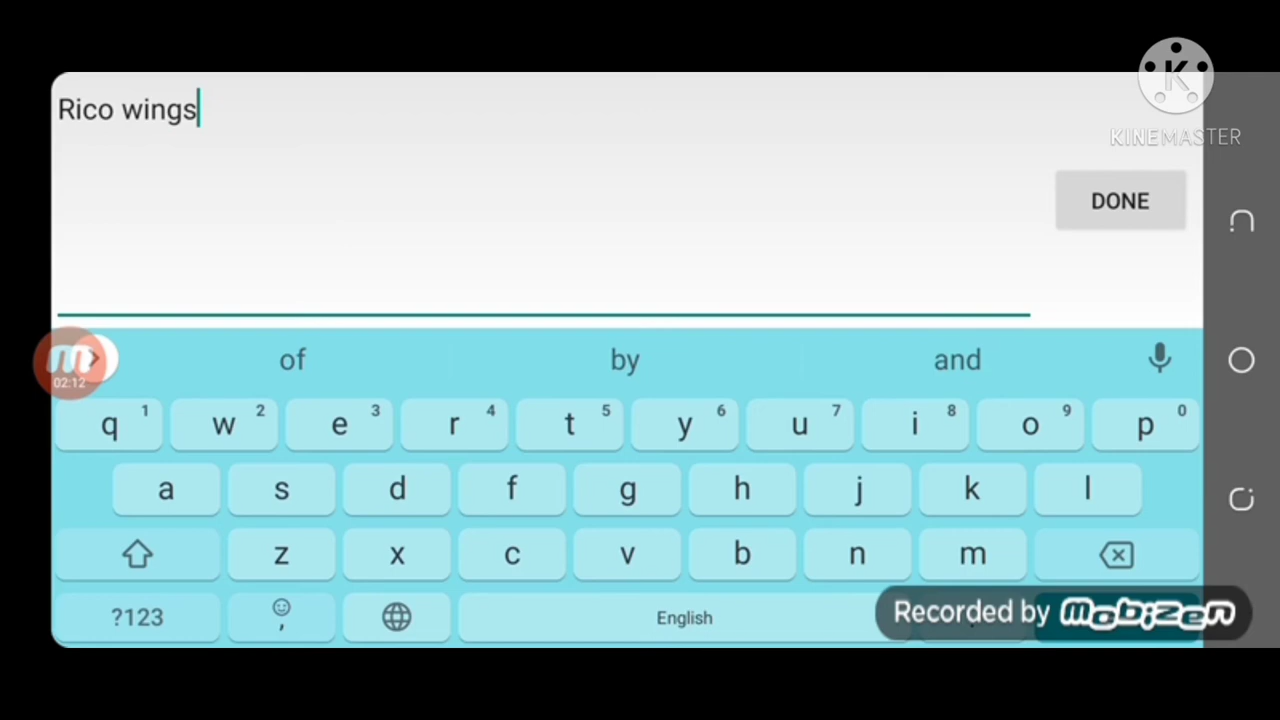 Rico wings
K
KINEMASTER
DONE
m
02:12
of by and
q 1 w 2 e 3 r 4 t 5 y 6 u 7 i 8 o 9 p 0
a s d f g h j k l
z x c v b n m
?123 , English
Recorded by mobizen